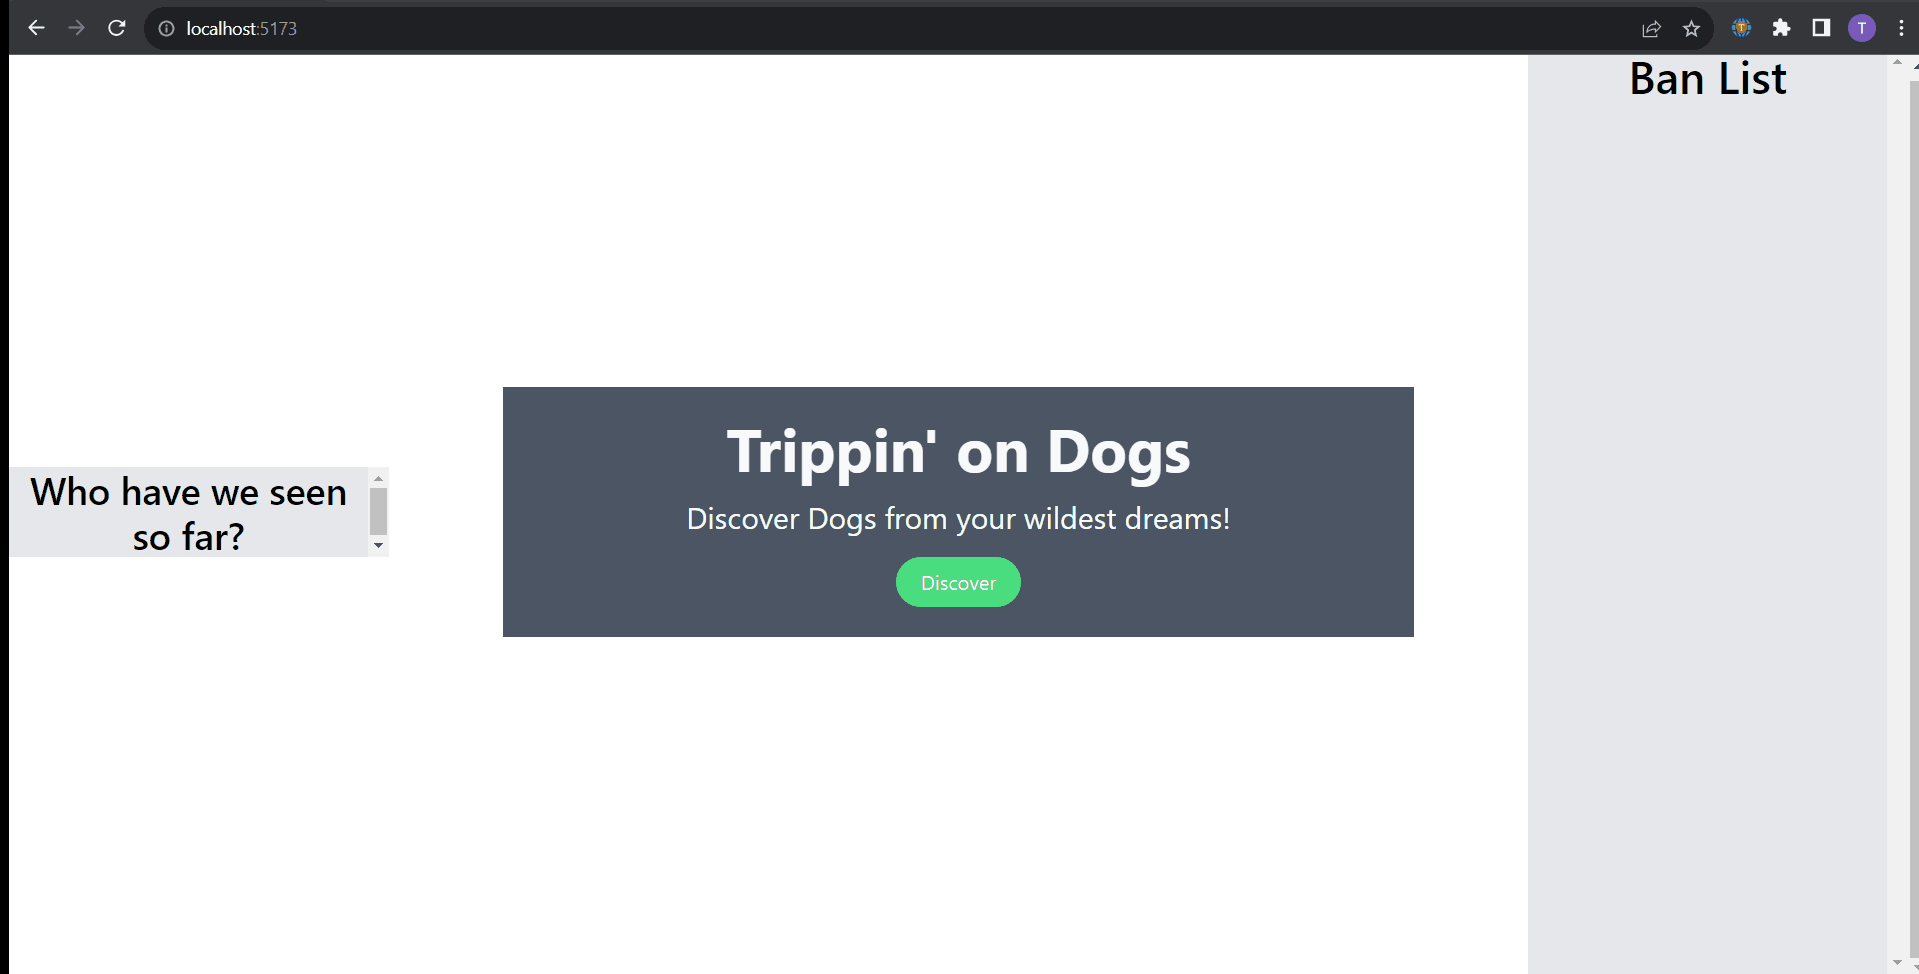 localhost:5173
T
T
Ban List
Who have we seen
so far?
Trippin' on Dogs
Discover Dogs from your wildest dreams!
Discover